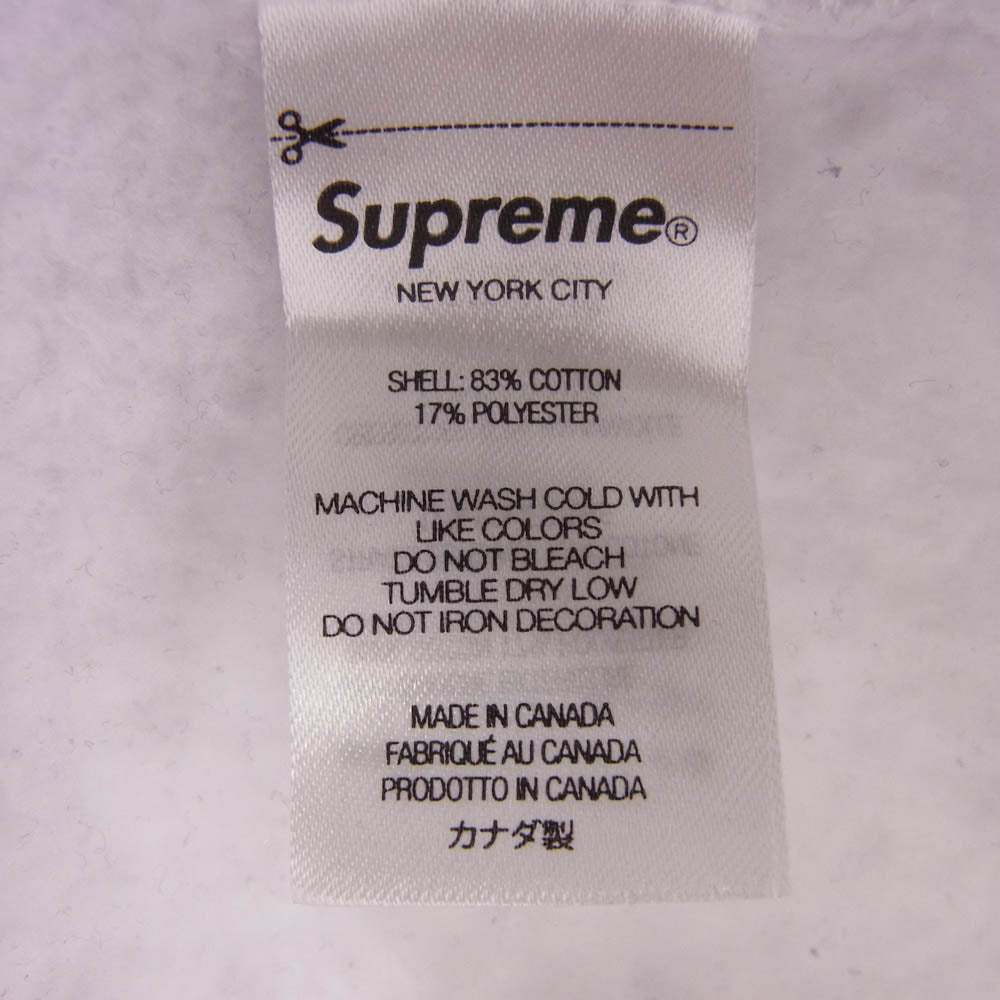 Supreme®
NEW YORK CITY
SHELL: 83% COTTON
17% POLYESTER
MACHINE WASH COLD WITH
LIKE COLORS
DO NOT BLEACH
TUMBLE DRY LOW
DO NOT IRON DECORATION
MADE IN CANADA
FABRIQUÉ AU CANADA
PRODOTTO IN CANADA
カナダ製